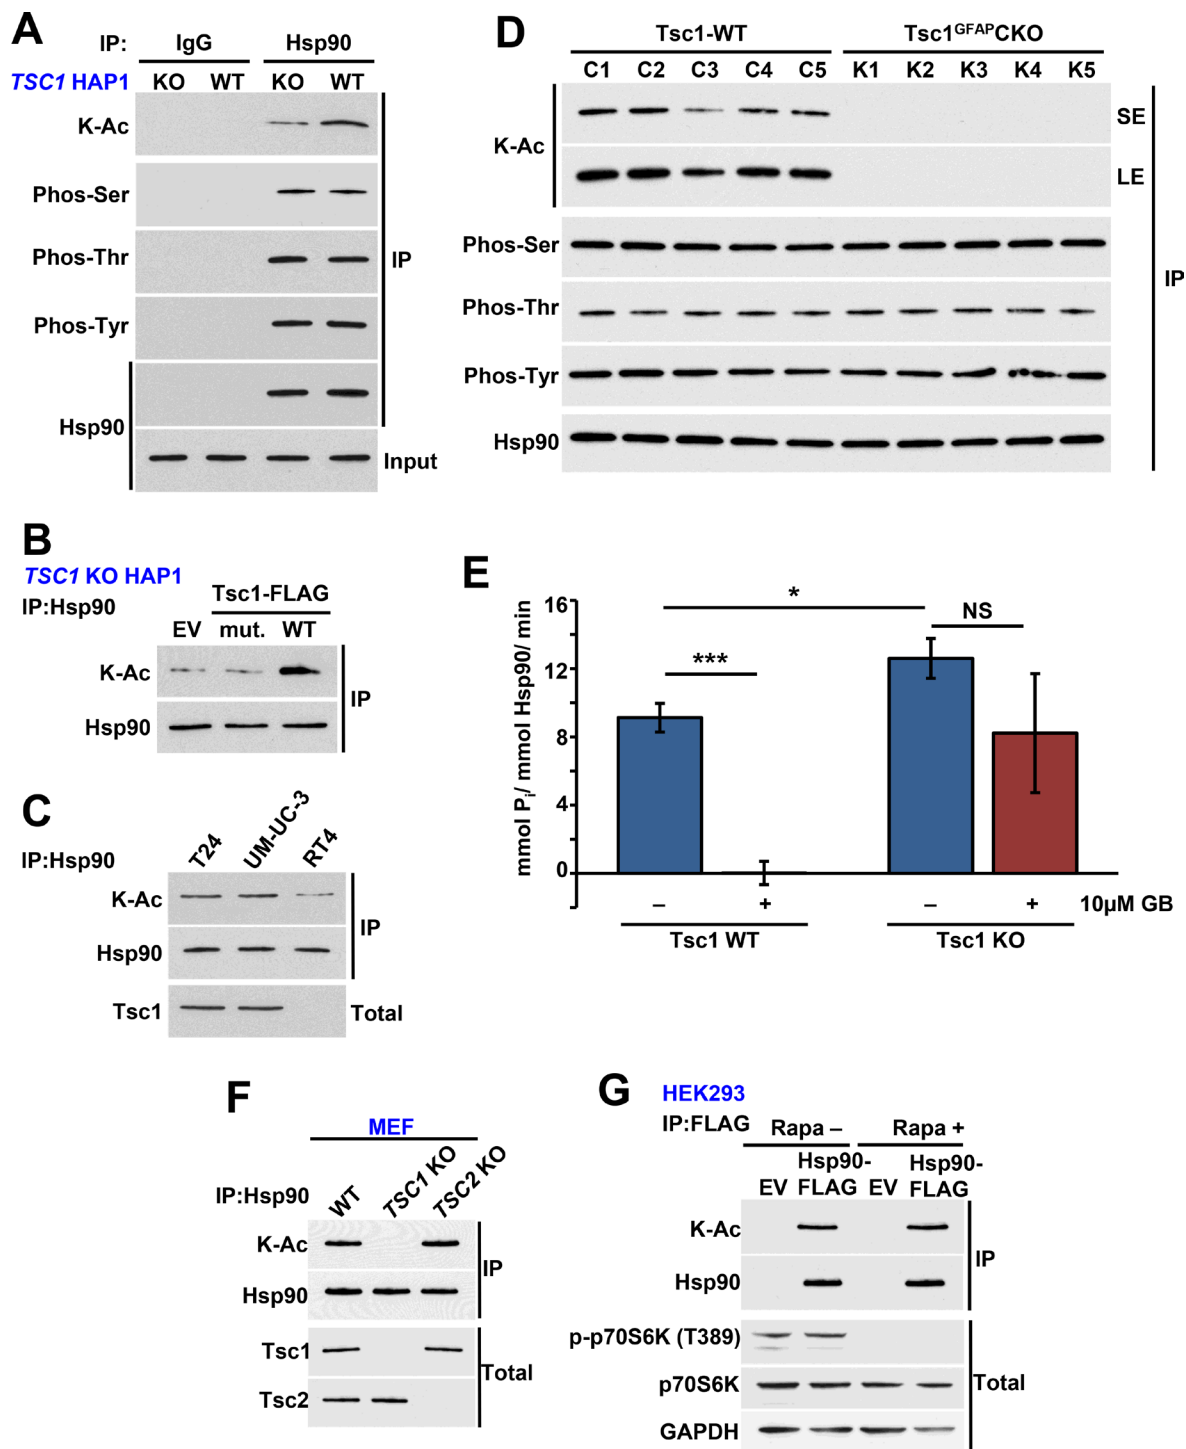 A
IP: IgG Hsp90
TSC1 HAP1 KO WT KO WT
K-Ac
Phos-Ser
Phos-Thr
IP
Phos-Tyr
Hsp90
Input
B
TSC1 KO HAP1
IP:Hsp90
Tsc1-FLAG
EV mut. WT
K-Ac
IP
Hsp90
C
IP:Hsp90
T24 UM-UC-3 RT4
K-Ac
IP
Hsp90
Tsc1 Total
D
Tsc1-WT Tsc1GFAPCKO
C1 C2 C3 C4 C5 K1 K2 K3 K4 K5
SE
K-Ac
LE
Phos-Ser
IP
Phos-Thr
Phos-Tyr
Hsp90
E
mmol Pi/ mmol Hsp90/ min
16
12
8
4
0
*
NS
***
– + – + 10µM GB
Tsc1 WT Tsc1 KO
F
MEF
IP:Hsp90
WT TSC1 KO TSC2 KO
K-Ac
IP
Hsp90
Tsc1
Total
Tsc2
G
HEK293
IP:FLAG
Rapa – Rapa +
Hsp90- Hsp90-
EV FLAG EV FLAG
K-Ac
IP
Hsp90
p-p70S6K (T389)
p70S6K Total
GAPDH